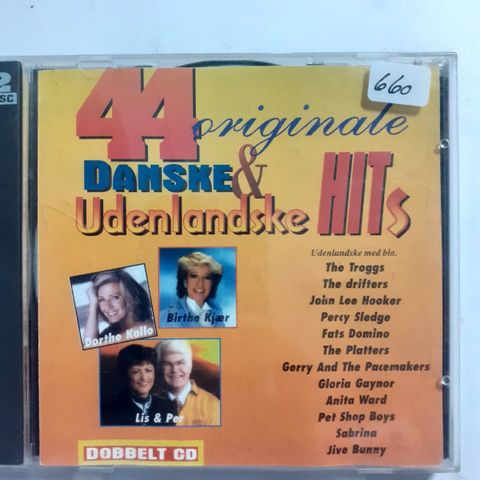 2
DISC
660
44 originale
DANSKE &
Udenlandske HITs
Udenlandske med bla.
The Troggs
The drifters
John Lee Hooker
Percy Sledge
Fats Domino
The Platters
Gerry And The Pacemakers
Gloria Gaynor
Anita Ward
Pet Shop Boys
Sabrina
Jive Bunny
Birthe Kjær
Dorthe Kollo
Lis & Per
DOBBELT CD